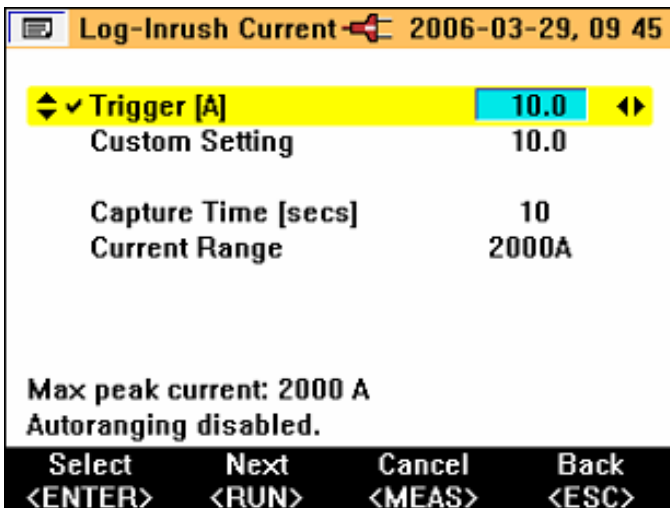 Log-Inrush Current 2006-03-29, 09 45
Trigger [A] 10.0
Custom Setting 10.0
Capture Time [secs] 10
Current Range 2000A
Max peak current: 2000 A
Autoranging disabled.
Select Next Cancel Back
<ENTER> <RUN> <MEAS> <ESC>